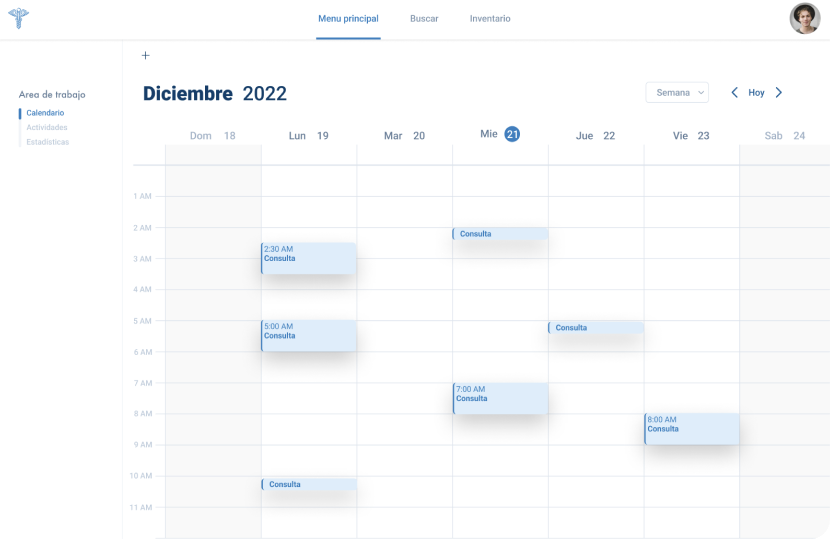 Menu principal Buscar Inventario
+
Area de trabajo
Calendario
Actividades
Estadisticas
Diciembre 2022
Semana
Hoy
Dom 18 Lun 19 Mar 20 Mie 21 Jue 22 Vie 23 Sab 24
1 AM
2 AM
Consulta
2:30 AM
Consulta
3 AM
4 AM
5 AM
5:00 AM
Consulta
Consulta
6 AM
7 AM
7:00 AM
Consulta
8 AM
8:00 AM
Consulta
9 AM
10 AM
Consulta
11 AM